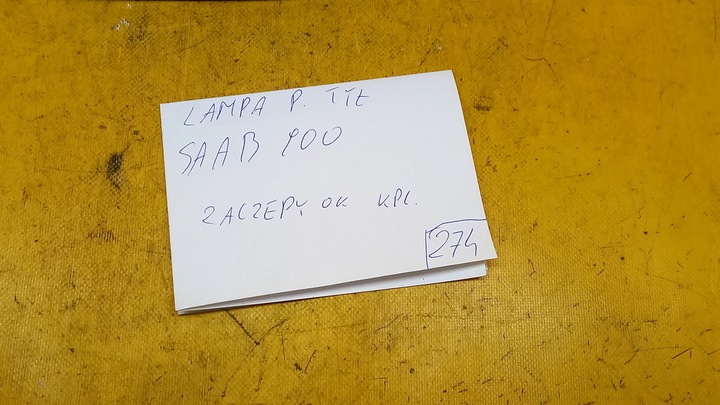 LAMPA P. TYŁ
SAAB 900
ZACZEPY OK KPL.
274